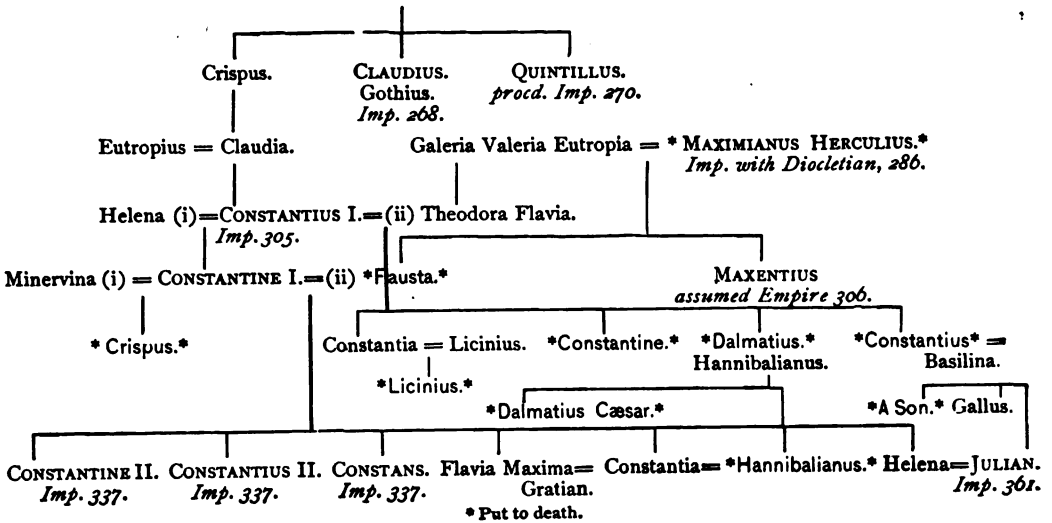 Crispus. CLAUDIUS. QUINTILLUS.
Gothius. procd. Imp. 270.
Imp. 268.
Eutropius = Claudia. Galeria Valeria Eutropia = * MAXIMIANUS HERCULIUS.*
Imp. with Diocletian, 286.
Helena (i)=CONSTANTIUS I.=(ii) Theodora Flavia.
Imp. 305.
Minervina (i) = CONSTANTINE I.=(ii) *Fausta.* MAXENTIUS
assumed Empire 306.
* Crispus.* Constantia = Licinius. *Constantine.* *Dalmatius.* *Constantius* =
Hannibalianus. Basilina.
*Licinius.*
*Dalmatius Cæsar.* *A Son.* Gallus.
CONSTANTINE II. CONSTANTIUS II. CONSTANS. Flavia Maxima= Constantia= *Hannibalianus.* Helena=JULIAN.
Imp. 337. Imp. 337. Imp. 337. Gratian. Imp. 361.
* Put to death.